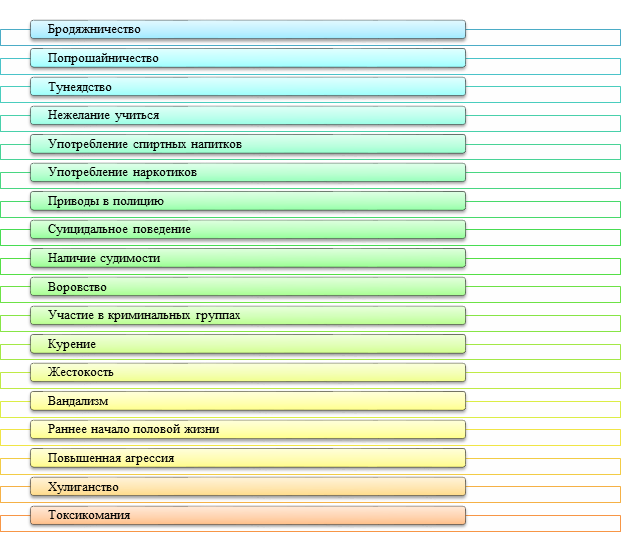 Бродяжничество
Попрошайничество
Тунеядство
Нежелание учиться
Употребление спиртных напитков
Употребление наркотиков
Приводы в полицию
Суицидальное поведение
Наличие судимости
Воровство
Участие в криминальных группах
Курение
Жестокость
Вандализм
Раннее начало половой жизни
Повышенная агрессия
Хулиганство
Токсикомания